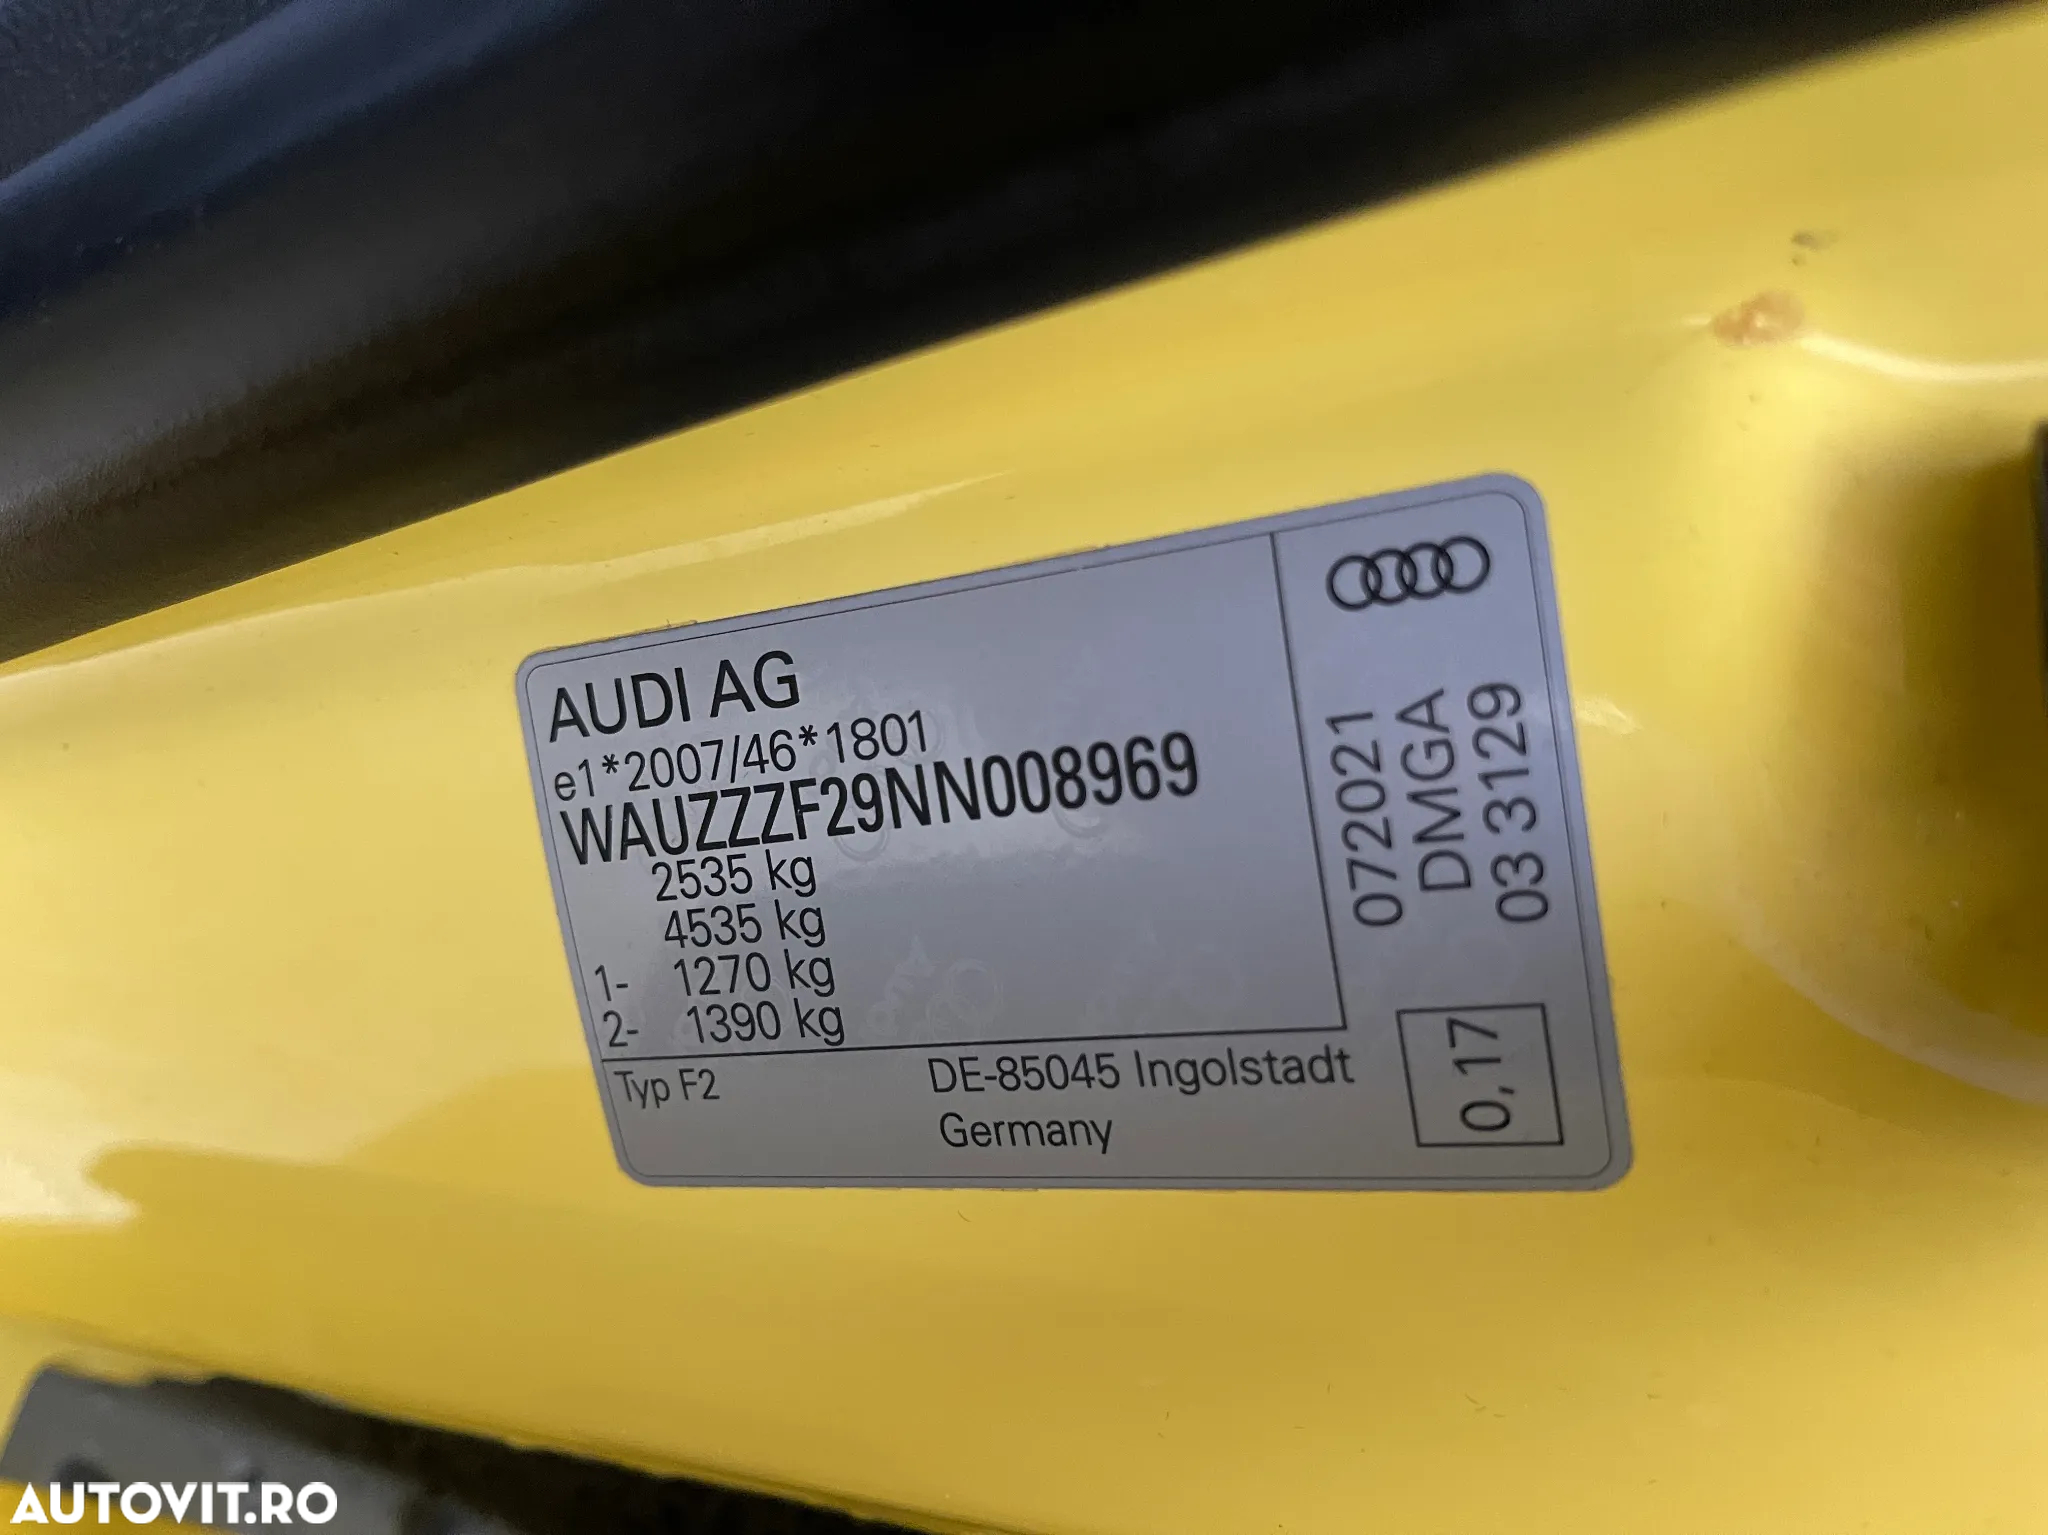 AUDI AG
e1*2007/46*1801
WAUZZZF29NN008969
2535 kg
4535 kg
1- 1270 kg
2- 1390 kg
Typ F2
DE-85045 Ingolstadt
Germany
072021
DMGA
03 3129
0,17
AUTOVIT.RO